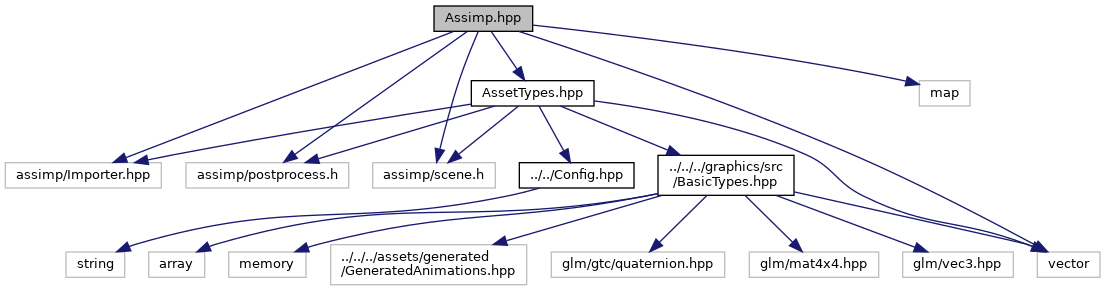 Assimp.hpp
AssetTypes.hpp
map
assimp/Importer.hpp
assimp/postprocess.h
assimp/scene.h
../../Config.hpp
../../../graphics/src
/BasicTypes.hpp
string
array
memory
../../../assets/generated
/GeneratedAnimations.hpp
glm/gtc/quaternion.hpp
glm/mat4x4.hpp
glm/vec3.hpp
vector